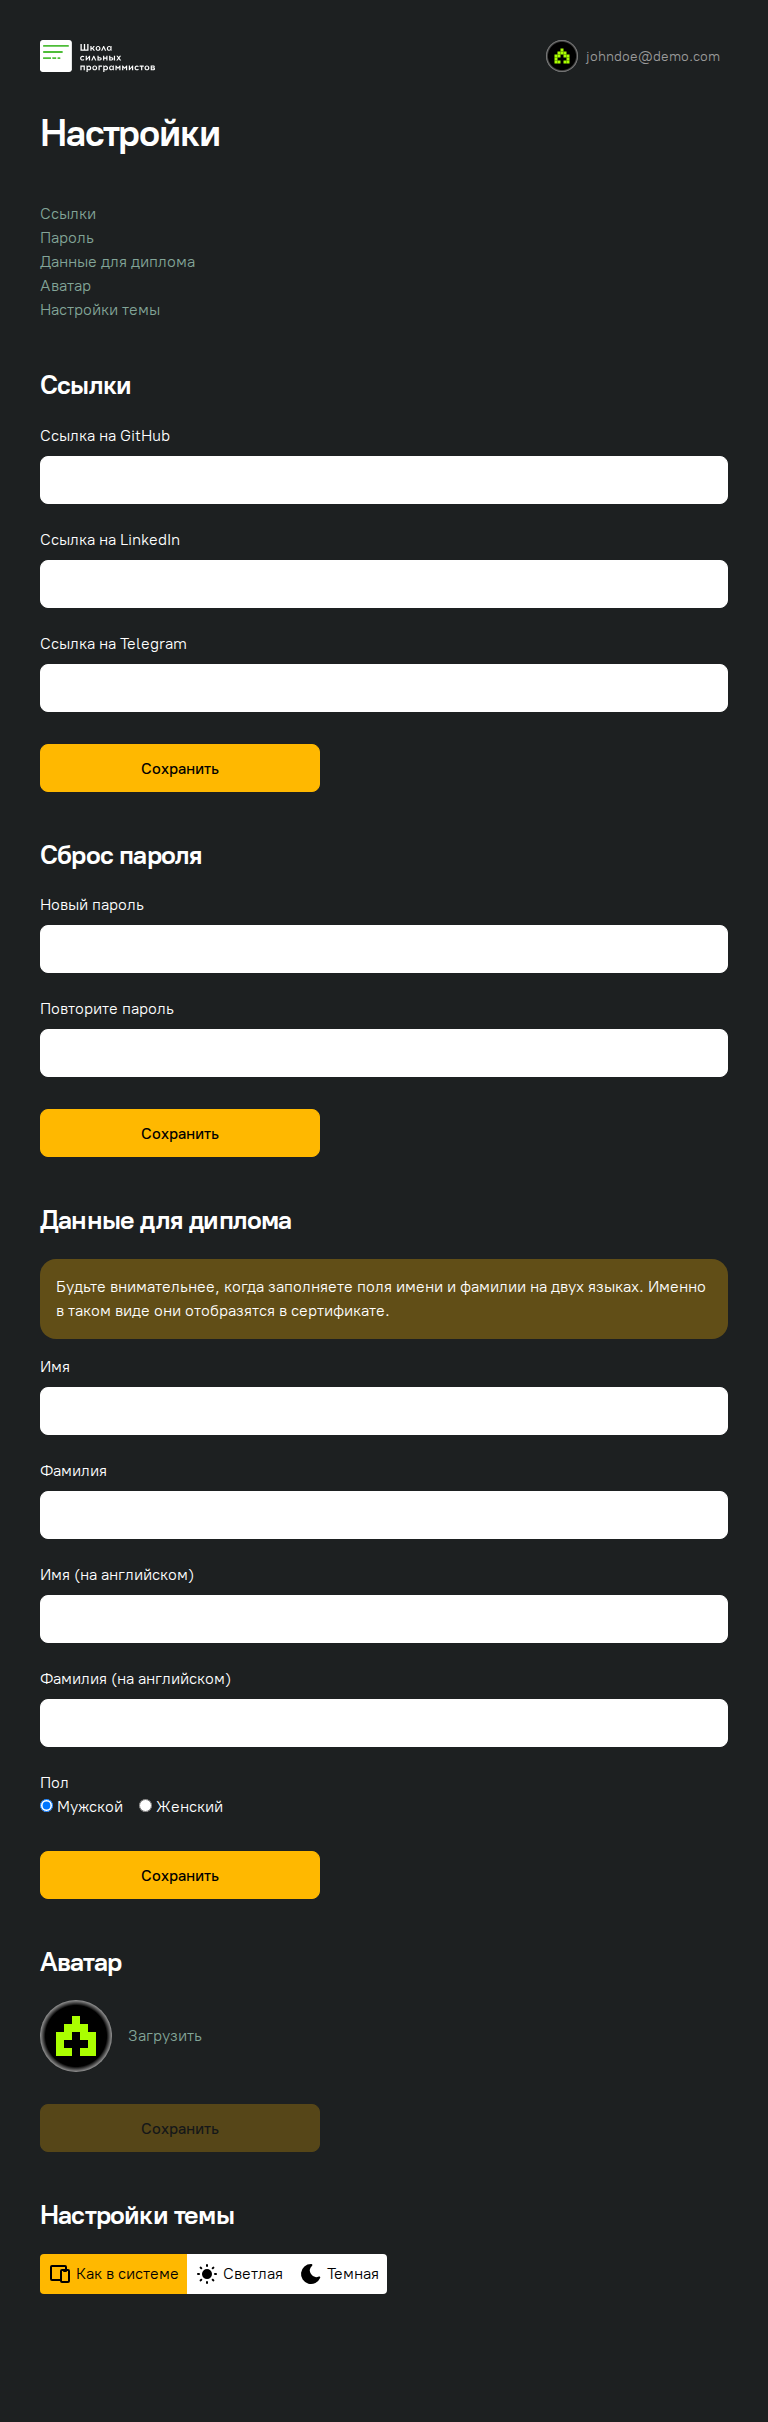 Школа
сильных
программистов
johndoe@demo.com
Настройки
Ссылки
Пароль
Данные для диплома
Аватар
Настройки темы
Ссылки
Ссылка на GitHub
Ссылка на LinkedIn
Ссылка на Telegram
Сохранить
Сброс пароля
Новый пароль
Повторите пароль
Сохранить
Данные для диплома
Будьте внимательнее, когда заполняете поля имени и фамилии на двух языках. Именно
в таком виде они отобразятся в сертификате.
Имя
Фамилия
Имя (на английском)
Фамилия (на английском)
Пол
Мужской Женский
Сохранить
Аватар
Загрузить
Сохранить
Настройки темы
Как в системе Светлая Темная